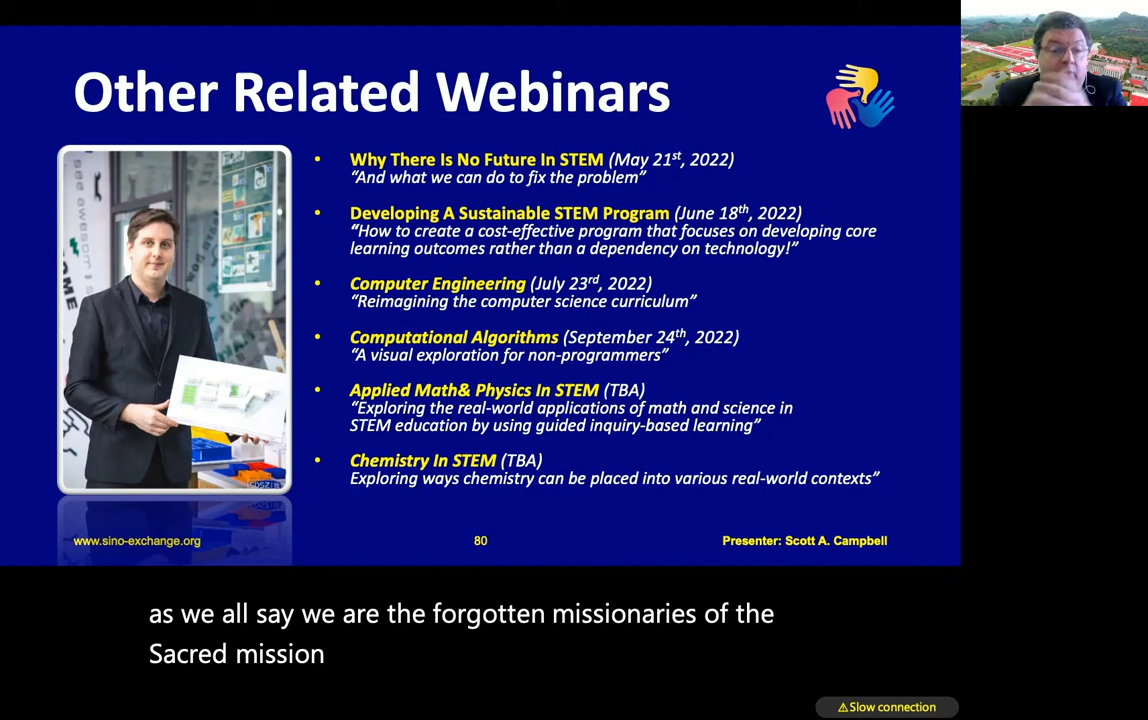 Other Related Webinars
• Why There Is No Future In STEM (May 21st, 2022)
“And what we can do to fix the problem”
• Developing A Sustainable STEM Program (June 18th, 2022)
“How to create a cost-effective program that focuses on developing core
learning outcomes rather than a dependency on technology!”
• Computer Engineering (July 23rd, 2022)
“Reimagining the computer science curriculum”
• Computational Algorithms (September 24th, 2022)
“A visual exploration for non-programmers”
• Applied Math& Physics In STEM (TBA)
“Exploring the real-world applications of math and science in
STEM education by using guided inquiry-based learning”
• Chemistry In STEM (TBA)
Exploring ways chemistry can be placed into various real-world contexts”
www.sino-exchange.org
80
Presenter: Scott A. Campbell
as we all say we are the forgotten missionaries of the
Sacred mission
⚠Slow connection